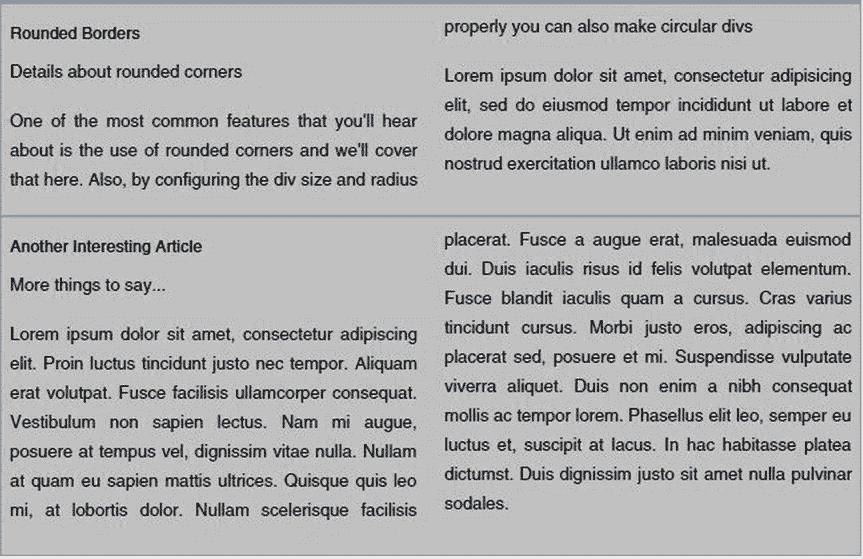 Rounded Borders
Details about rounded corners
One of the most common features that you'll hear
about is the use of rounded corners and we'll cover
that here. Also, by configuring the div size and radius
properly you can also make circular divs
Lorem ipsum dolor sit amet, consectetur adipisicing
elit, sed do eiusmod tempor incididunt ut labore et
dolore magna aliqua. Ut enim ad minim veniam, quis
nostrud exercitation ullamco laboris nisi ut.
Another Interesting Article
More things to say...
Lorem ipsum dolor sit amet, consectetur adipiscing
elit. Proin luctus tincidunt justo nec tempor. Aliquam
erat volutpat. Fusce facilisis ullamcorper consequat.
Vestibulum non sapien lectus. Nam mi augue,
posuere at tempus vel, dignissim vitae nulla. Nullam
at quam eu sapien mattis ultrices. Quisque quis leo
mi, at lobortis dolor. Nullam scelerisque facilisis
placerat. Fusce a augue erat, malesuada euismod
dui. Duis iaculis risus id felis volutpat elementum.
Fusce blandit iaculis quam a cursus. Cras varius
tincidunt cursus. Morbi justo eros, adipiscing ac
placerat sed, posuere et mi. Suspendisse vulputate
viverra aliquet. Duis non enim a nibh consequat
mollis ac tempor lorem. Phasellus elit leo, semper eu
luctus et, suscipit at lacus. In hac habitasse platea
dictumst. Duis dignissim justo sit amet nulla pulvinar
sodales.